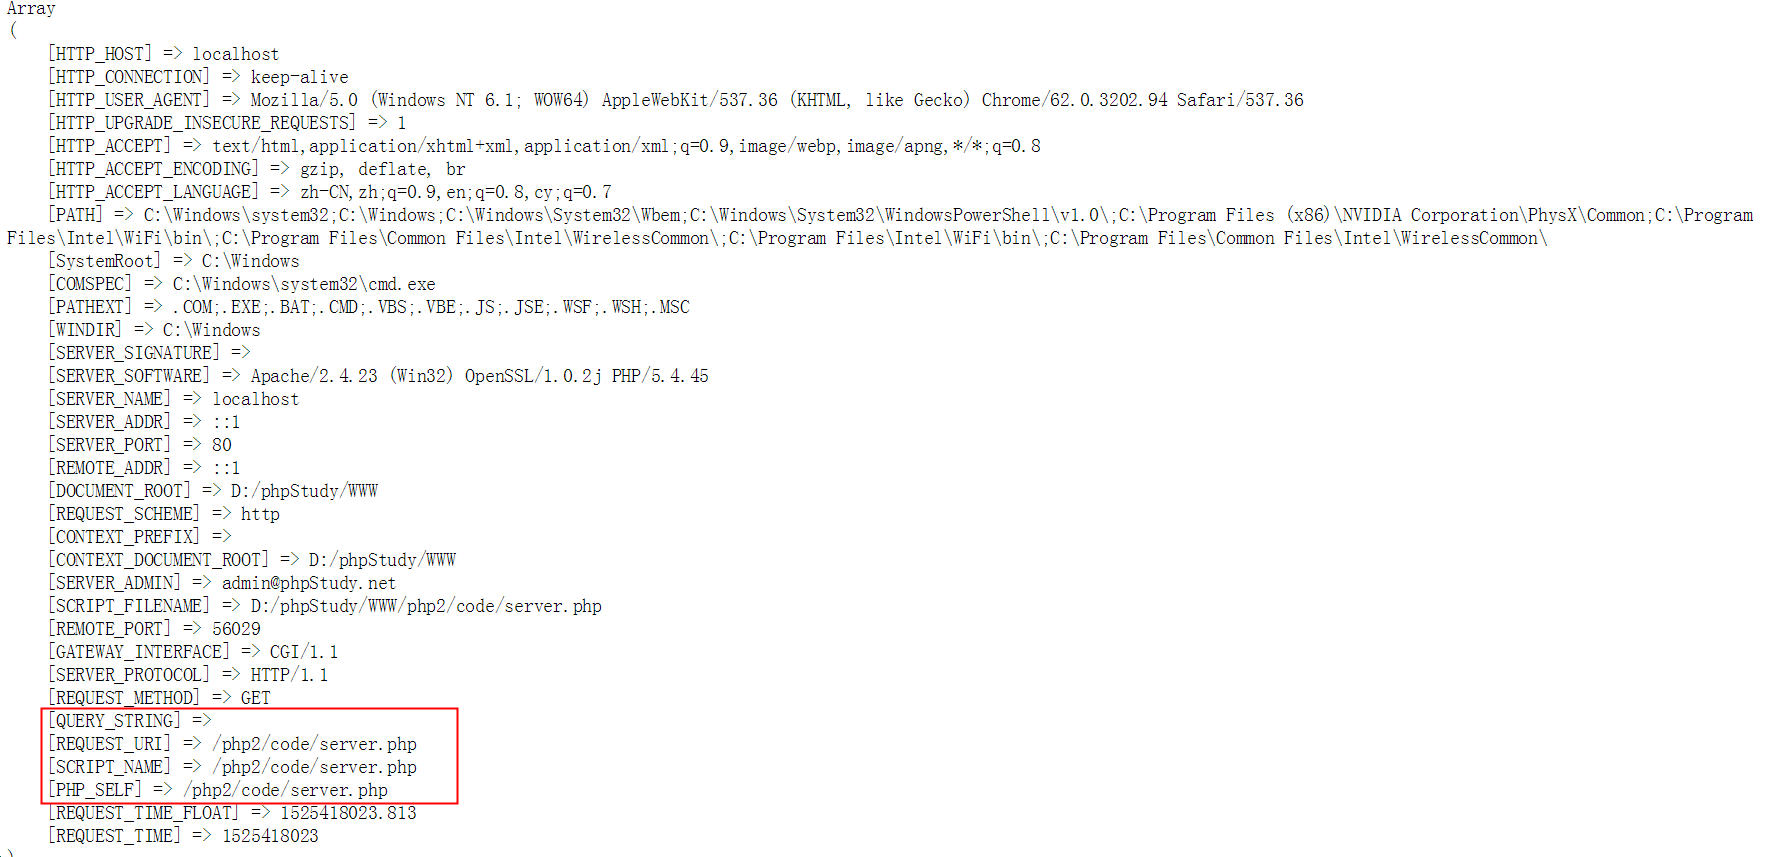 Array
(
[HTTP_HOST] => localhost
[HTTP_CONNECTION] => keep-alive
[HTTP_USER_AGENT] => Mozilla/5.0 (Windows NT 6.1; WOW64) AppleWebKit/537.36 (KHTML, like Gecko) Chrome/62.0.3202.94 Safari/537.36
[HTTP_UPGRADE_INSECURE_REQUESTS] => 1
[HTTP_ACCEPT] => text/html,application/xhtml+xml,application/xml;q=0.9,image/webp,image/apng,*/*;q=0.8
[HTTP_ACCEPT_ENCODING] => gzip, deflate, br
[HTTP_ACCEPT_LANGUAGE] => zh-CN,zh;q=0.9,en;q=0.8,cy;q=0.7
[PATH] => C:\Windows\system32;C:\Windows;C:\Windows\System32\Wbem;C:\Windows\System32\WindowsPowerShell\v1.0\;C:\Program Files (x86)\NVIDIA Corporation\PhysX\Common;C:\Program
Files\Intel\WiFi\bin\;C:\Program Files\Common Files\Intel\WirelessCommon\;C:\Program Files\Intel\WiFi\bin\;C:\Program Files\Common Files\Intel\WirelessCommon\
[SystemRoot] => C:\Windows
[COMSPEC] => C:\Windows\system32\cmd.exe
[PATHEXT] => .COM;.EXE;.BAT;.CMD;.VBS;.VBE;.JS;.JSE;.WSF;.WSH;.MSC
[WINDIR] => C:\Windows
[SERVER_SIGNATURE] =>
[SERVER_SOFTWARE] => Apache/2.4.23 (Win32) OpenSSL/1.0.2j PHP/5.4.45
[SERVER_NAME] => localhost
[SERVER_ADDR] => ::1
[SERVER_PORT] => 80
[REMOTE_ADDR] => ::1
[DOCUMENT_ROOT] => D:/phpStudy/WWW
[REQUEST_SCHEME] => http
[CONTEXT_PREFIX] =>
[CONTEXT_DOCUMENT_ROOT] => D:/phpStudy/WWW
[SERVER_ADMIN] => admin@phpStudy.net
[SCRIPT_FILENAME] => D:/phpStudy/WWW/php2/code/server.php
[REMOTE_PORT] => 56029
[GATEWAY_INTERFACE] => CGI/1.1
[SERVER_PROTOCOL] => HTTP/1.1
[REQUEST_METHOD] => GET
[QUERY_STRING] =>
[REQUEST_URI] => /php2/code/server.php
[SCRIPT_NAME] => /php2/code/server.php
[PHP_SELF] => /php2/code/server.php
[REQUEST_TIME_FLOAT] => 1525418023.813
[REQUEST_TIME] => 1525418023
)